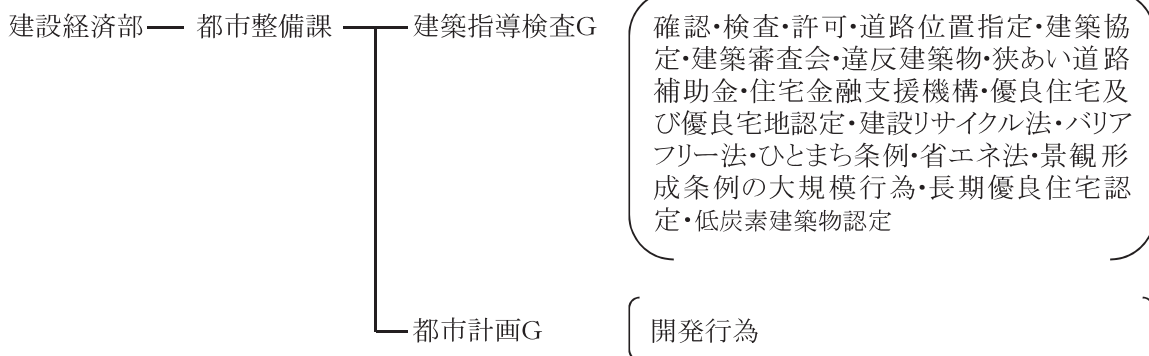 建設経済部 都市整備課 建築指導検査G
確認・検査・許可・道路位置指定・建築協
定・建築審査会・違反建築物・狭あい道路
補助金・住宅金融支援機構・優良住宅及
び優良宅地認定・建設リサイクル法・バリア
フリー法・ひとまち条例・省エネ法・景観形
成条例の大規模行為・長期優良住宅認
定・低炭素建築物認定
都市計画G 開発行為